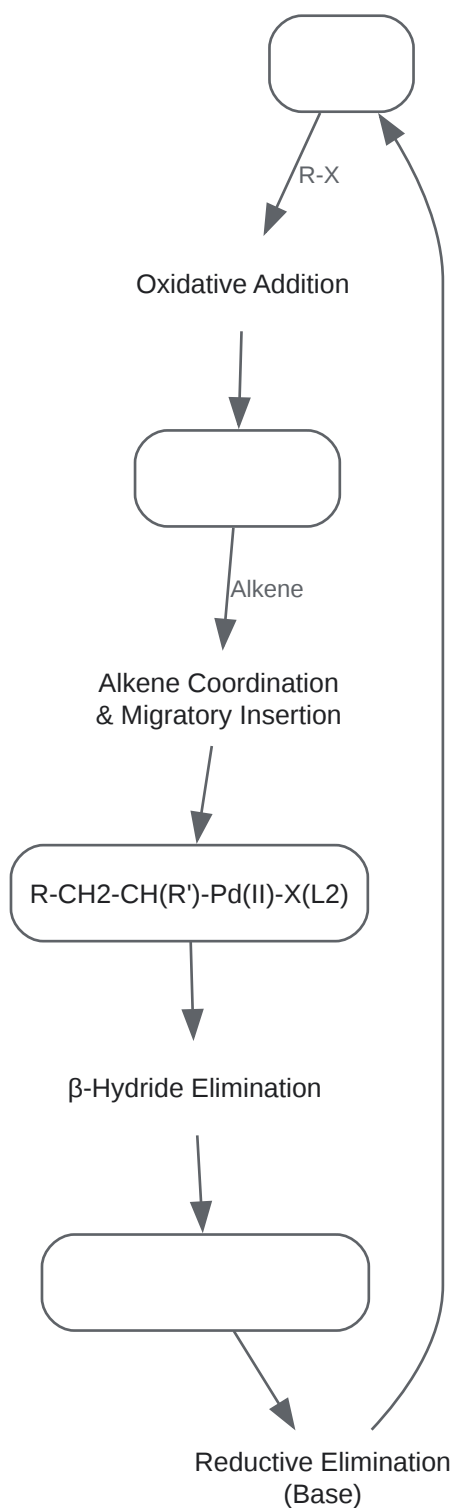 R-X
Oxidative Addition
Alkene
Alkene Coordination
& Migratory Insertion
R-CH2-CH(R')-Pd(II)-X(L2)
β-Hydride Elimination
Reductive Elimination
(Base)